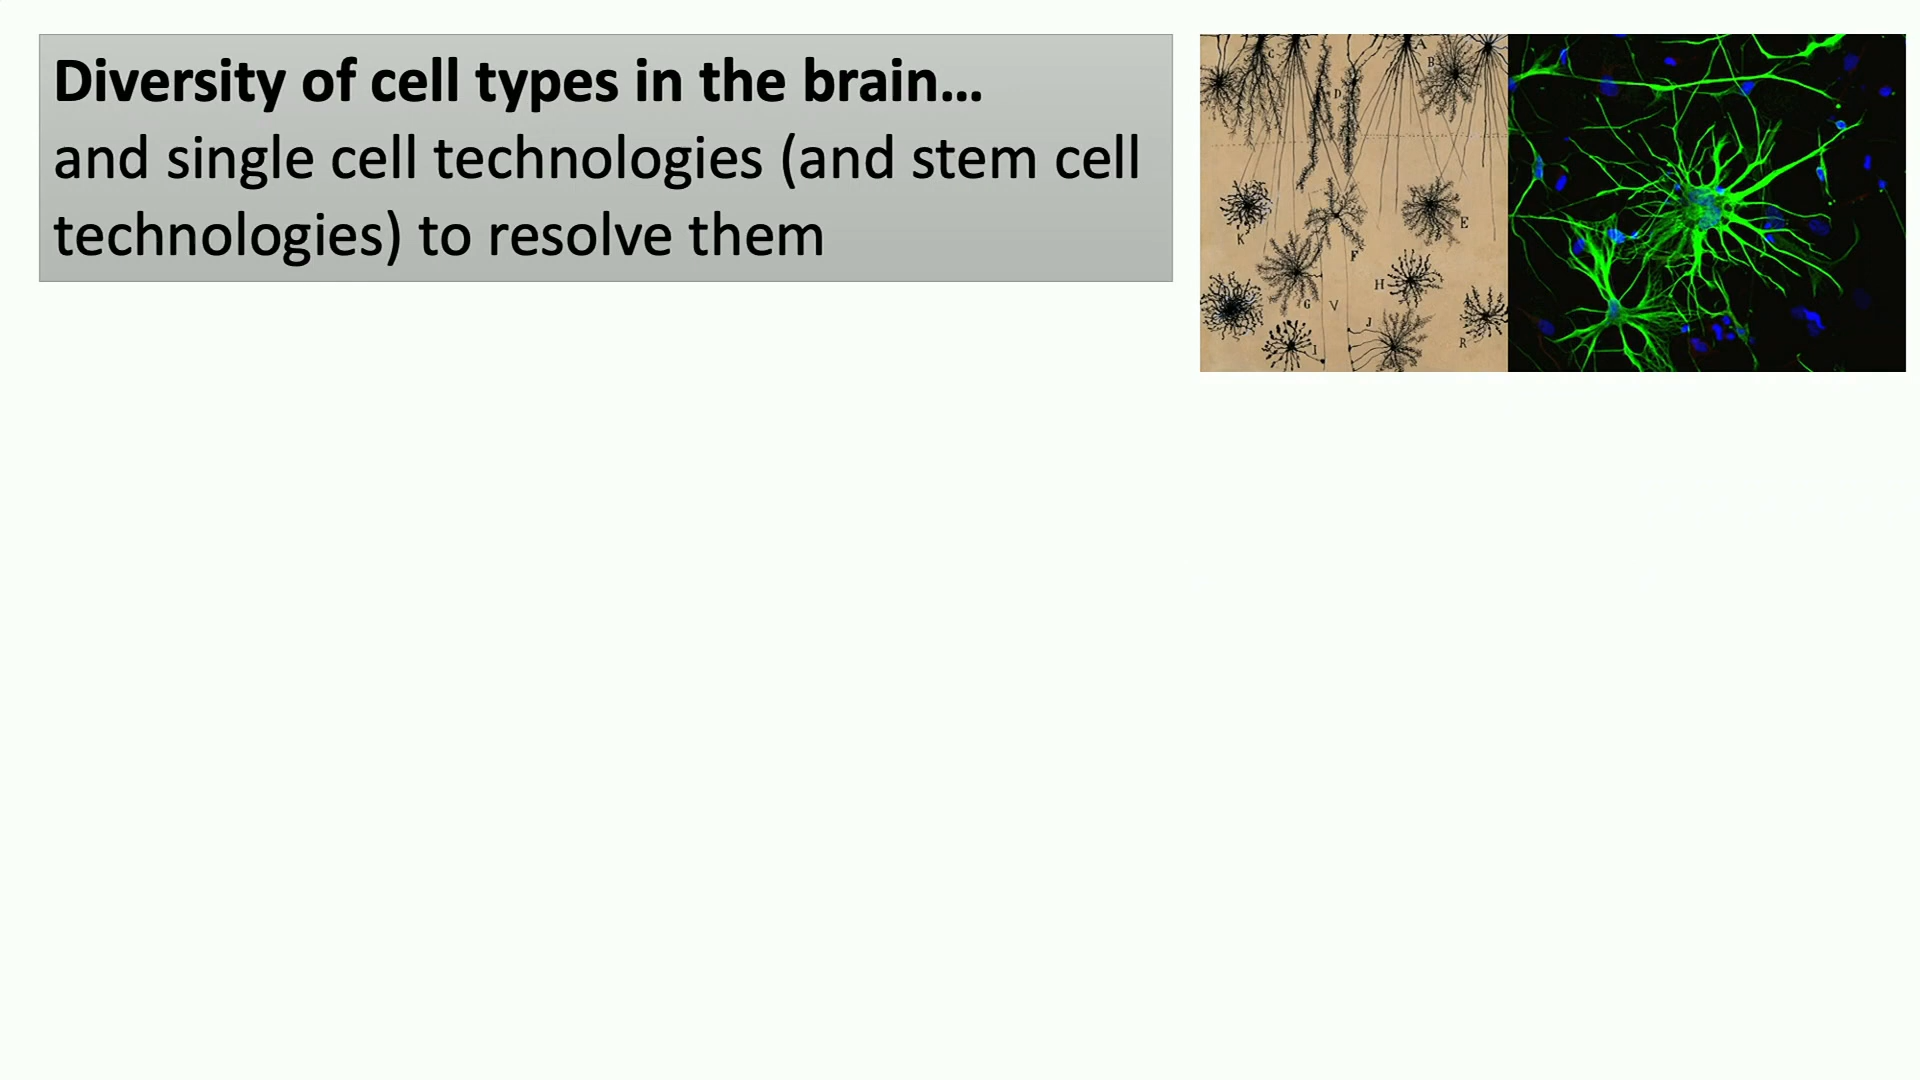 Diversity of cell types in the brain…
and single cell technologies (and stem cell
technologies) to resolve them
C A A B
D
K E
F
H
G V
J
I R